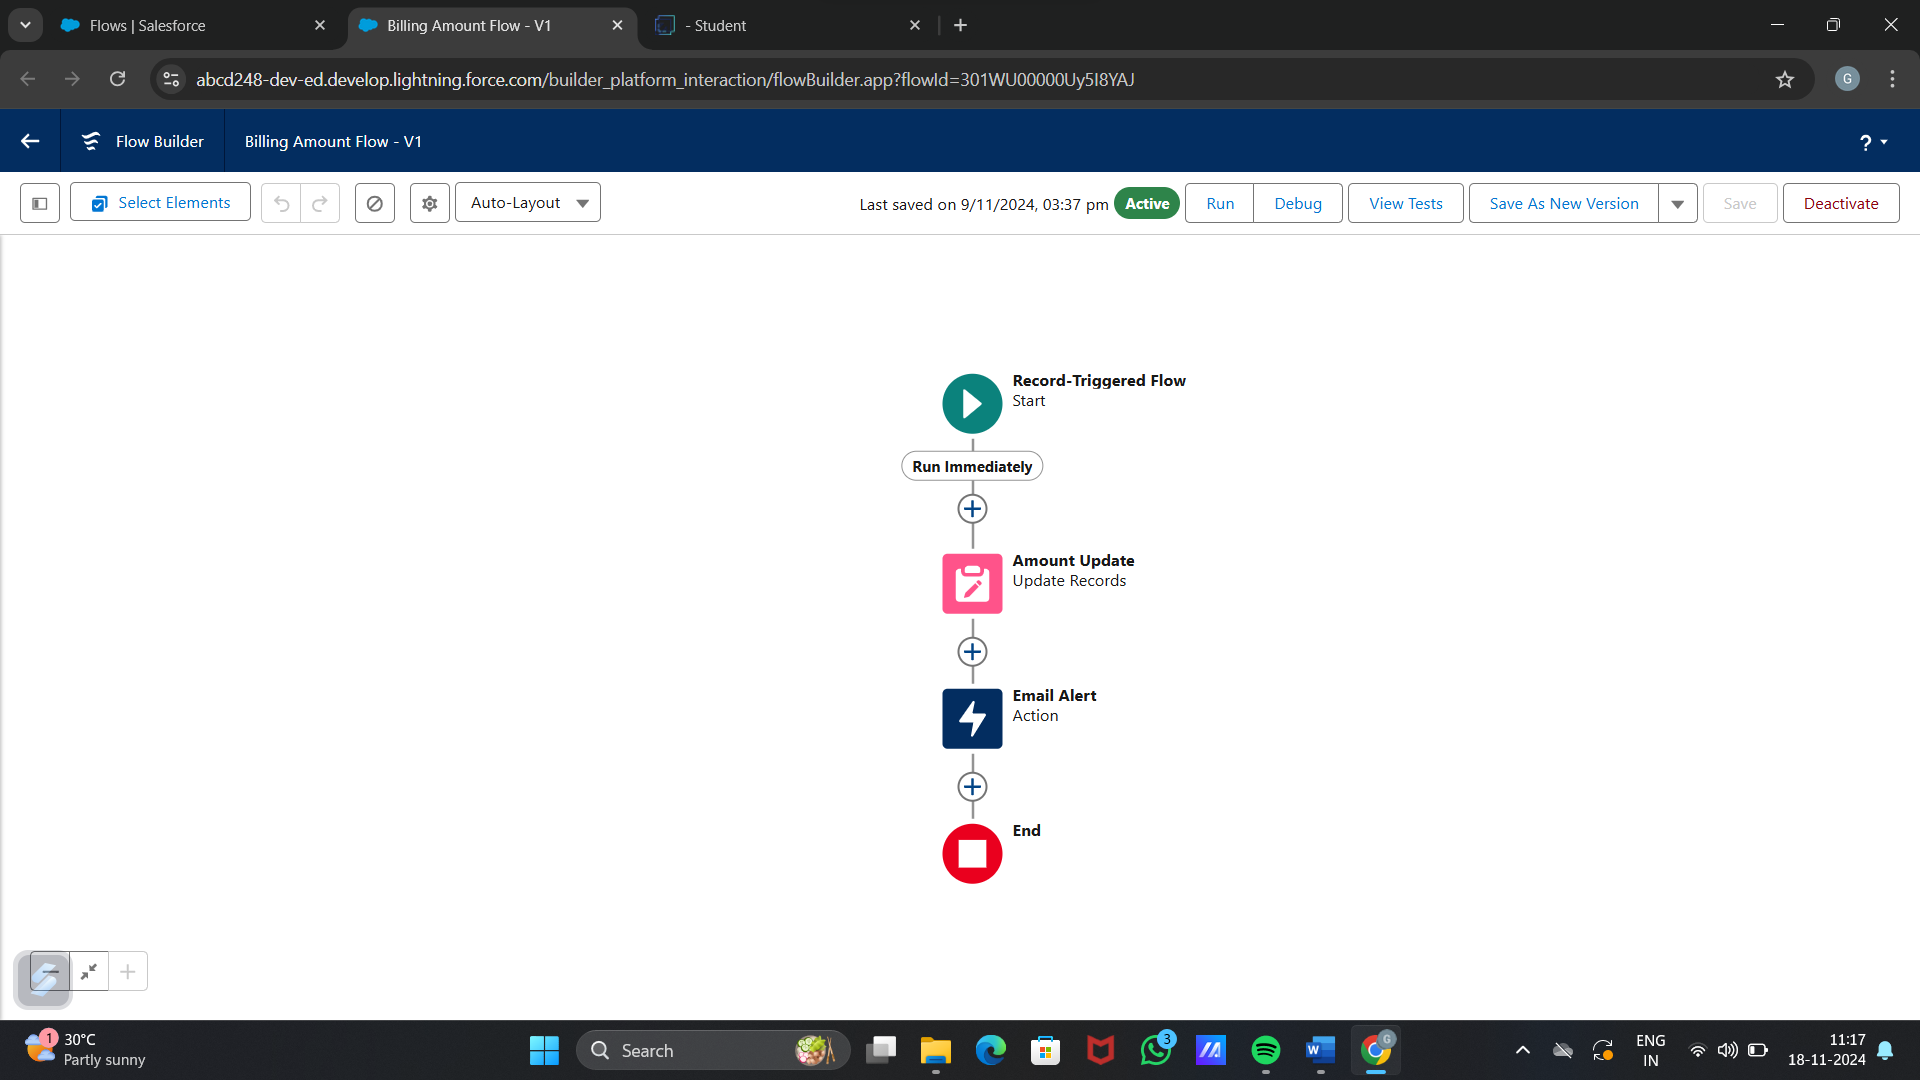 Flows | Salesforce
Billing Amount Flow - V1
- Student
abcd248-dev-ed.develop.lightning.force.com/builder_platform_interaction/flowBuilder.app?flowId=301WU00000Uy5I8YAJ
G
Flow Builder
Billing Amount Flow - V1
?
Select Elements
Auto-Layout
Last saved on 9/11/2024, 03:37 pm
Active
Run
Debug
View Tests
Save As New Version
Save
Deactivate
Record-Triggered Flow
Start
Run Immediately
Amount Update
Update Records
Email Alert
Action
End
1
30°C
Partly sunny
Search
3
W
G
ENG
IN
11:17
18-11-2024